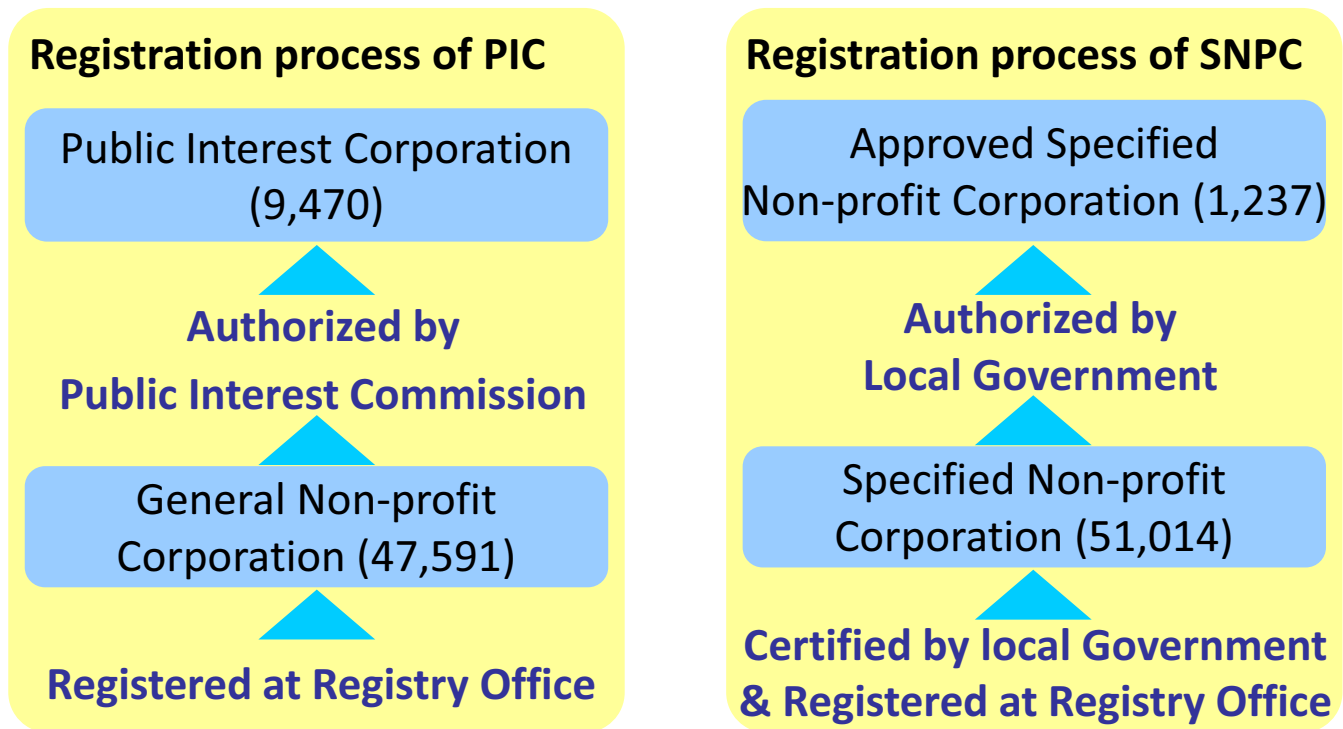 Registration process of PIC
Public Interest Corporation
(9,470)
Authorized by
Public Interest Commission
General Non-profit
Corporation (47,591)
Registered at Registry Office
Registration process of SNPC
Approved Specified
Non-profit Corporation (1,237)
Authorized by
Local Government
Specified Non-profit
Corporation (51,014)
Certified by local Government
& Registered at Registry Office